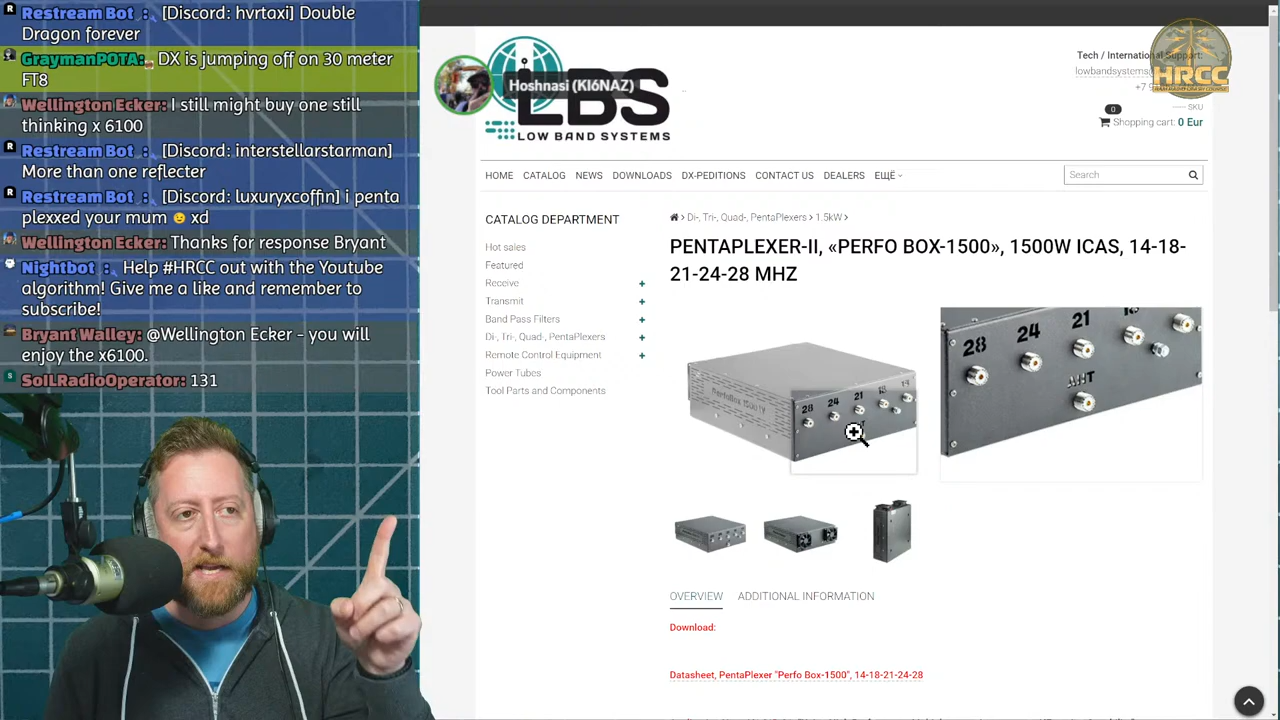 Restream Bot : [Discord: hvrtaxi] Double
Dragon forever
GraymanPOTA: DX is jumping off on 30 meter
FT8
Wellington Ecker: I still might buy one still
thinking x 6100
Restream Bot : [Discord: interstellarstarman]
More than one reflecter
Restream Bot : [Discord: luxuryxcoffin] i penta
plexxed your mum 😉 xd
Wellington Ecker: Thanks for response Bryant
Nightbot : Help #HRCC out with the Youtube
algorithm! Give me a like and remember to
subscribe!
Bryant Walley: @Wellington Ecker - you will
enjoy the x6100.
SoilRadioOperator: 131
Hoshnasi (KI6NAZ)
LBS
LOW BAND SYSTEMS
Tech / International Support:
lowbandsystems
+7
HRCC
0
SKU
Shopping cart: 0 Eur
HOME CATALOG NEWS DOWNLOADS DX-PEDITIONS CONTACT US DEALERS ЕЩЁ
Search
CATALOG DEPARTMENT
Hot sales
Featured
Receive +
Transmit +
Band Pass Filters +
Di-, Tri-, Quad-, PentaPlexers +
Remote Control Equipment +
Power Tubes
Tool Parts and Components
Di-, Tri-, Quad-, PentaPlexers > 1.5kW >
PENTAPLEXER-II, «PERFO BOX-1500», 1500W ICAS, 14-18-
21-24-28 MHZ
28 24 21 18 14
28 24 21 18
ANT
OVERVIEW ADDITIONAL INFORMATION
Download:
Datasheet, PentaPlexer "Perfo Box-1500", 14-18-21-24-28